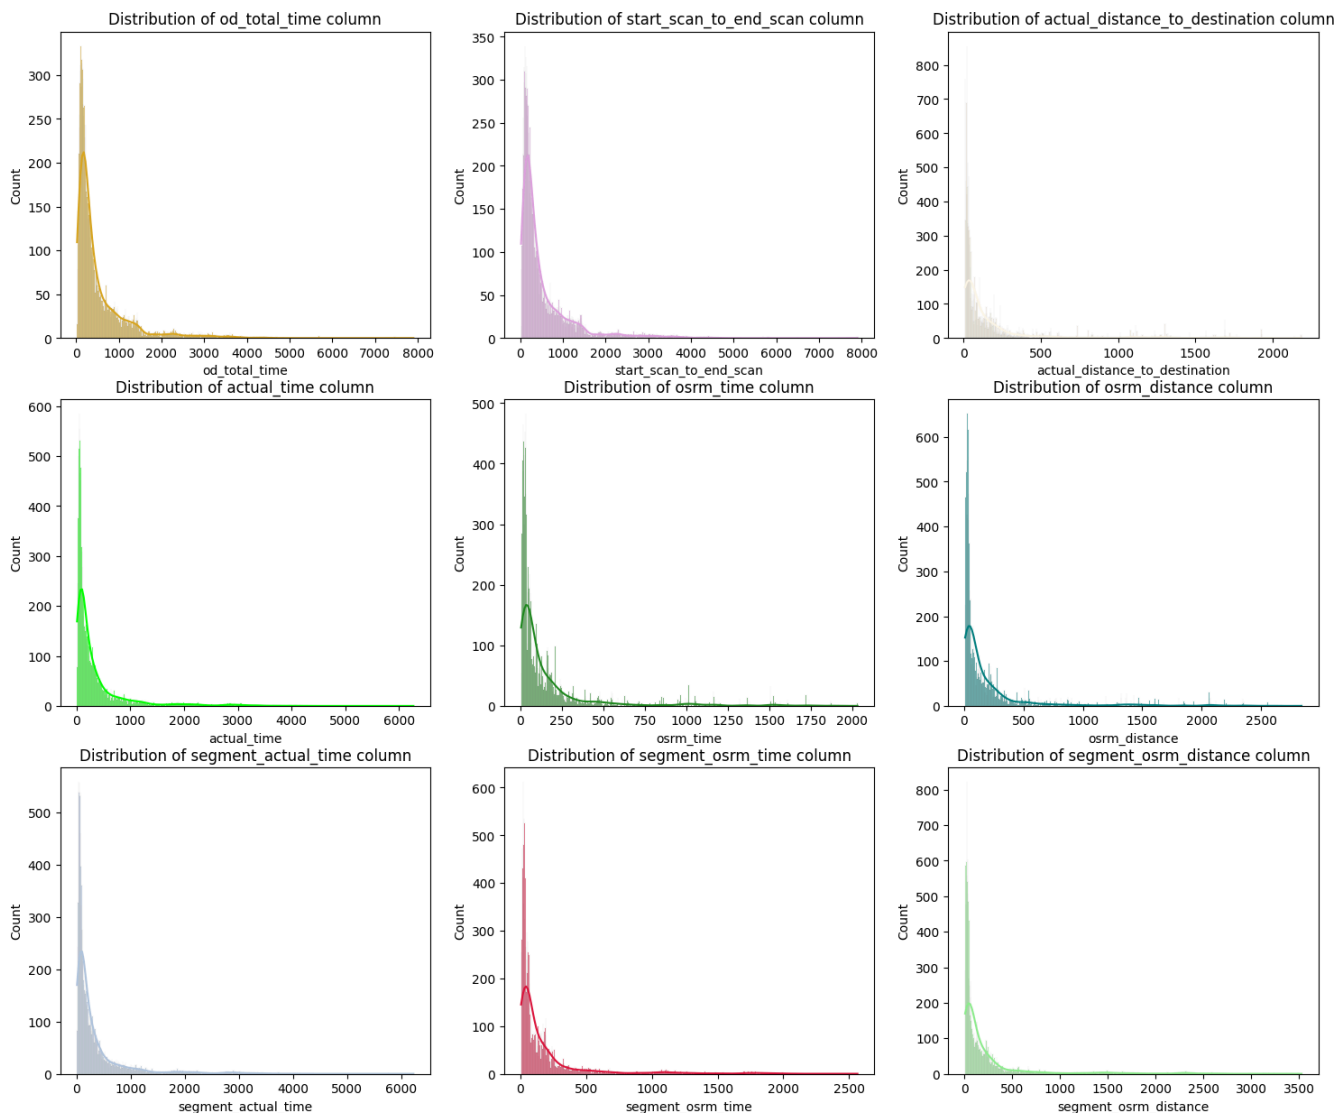 Distribution of od_total_time column
Count
300
250
200
150
100
50
0
0 1000 2000 3000 4000 5000 6000 7000 8000
od_total_time
Distribution of start_scan_to_end_scan column
Count
350
300
250
200
150
100
50
0
0 1000 2000 3000 4000 5000 6000 7000 8000
start_scan_to_end_scan
Distribution of actual_distance_to_destination column
Count
800
700
600
500
400
300
200
100
0
0 500 1000 1500 2000
actual_distance_to_destination
Distribution of actual_time column
Count
600
500
400
300
200
100
0
0 1000 2000 3000 4000 5000 6000
actual_time
Distribution of osrm_time column
Count
500
400
300
200
100
0
0 250 500 750 1000 1250 1500 1750 2000
osrm_time
Distribution of osrm_distance column
Count
600
500
400
300
200
100
0
0 500 1000 1500 2000 2500
osrm_distance
Distribution of segment_actual_time column
Count
500
400
300
200
100
0
0 1000 2000 3000 4000 5000 6000
segment_actual_time
Distribution of segment_osrm_time column
Count
600
500
400
300
200
100
0
0 500 1000 1500 2000 2500
segment_osrm_time
Distribution of segment_osrm_distance column
Count
800
700
600
500
400
300
200
100
0
0 500 1000 1500 2000 2500 3000 3500
segment_osrm_distance